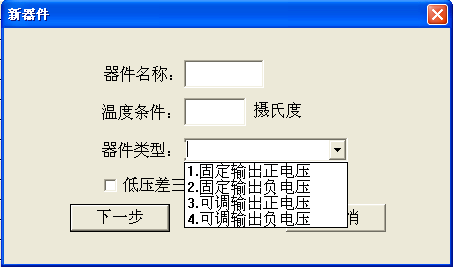 新器件
器件名称：
温度条件： 摄氏度
器件类型：
1.固定输出正电压
2.固定输出负电压
3.可调输出正电压
4.可调输出负电压
低压差三
下一步
消